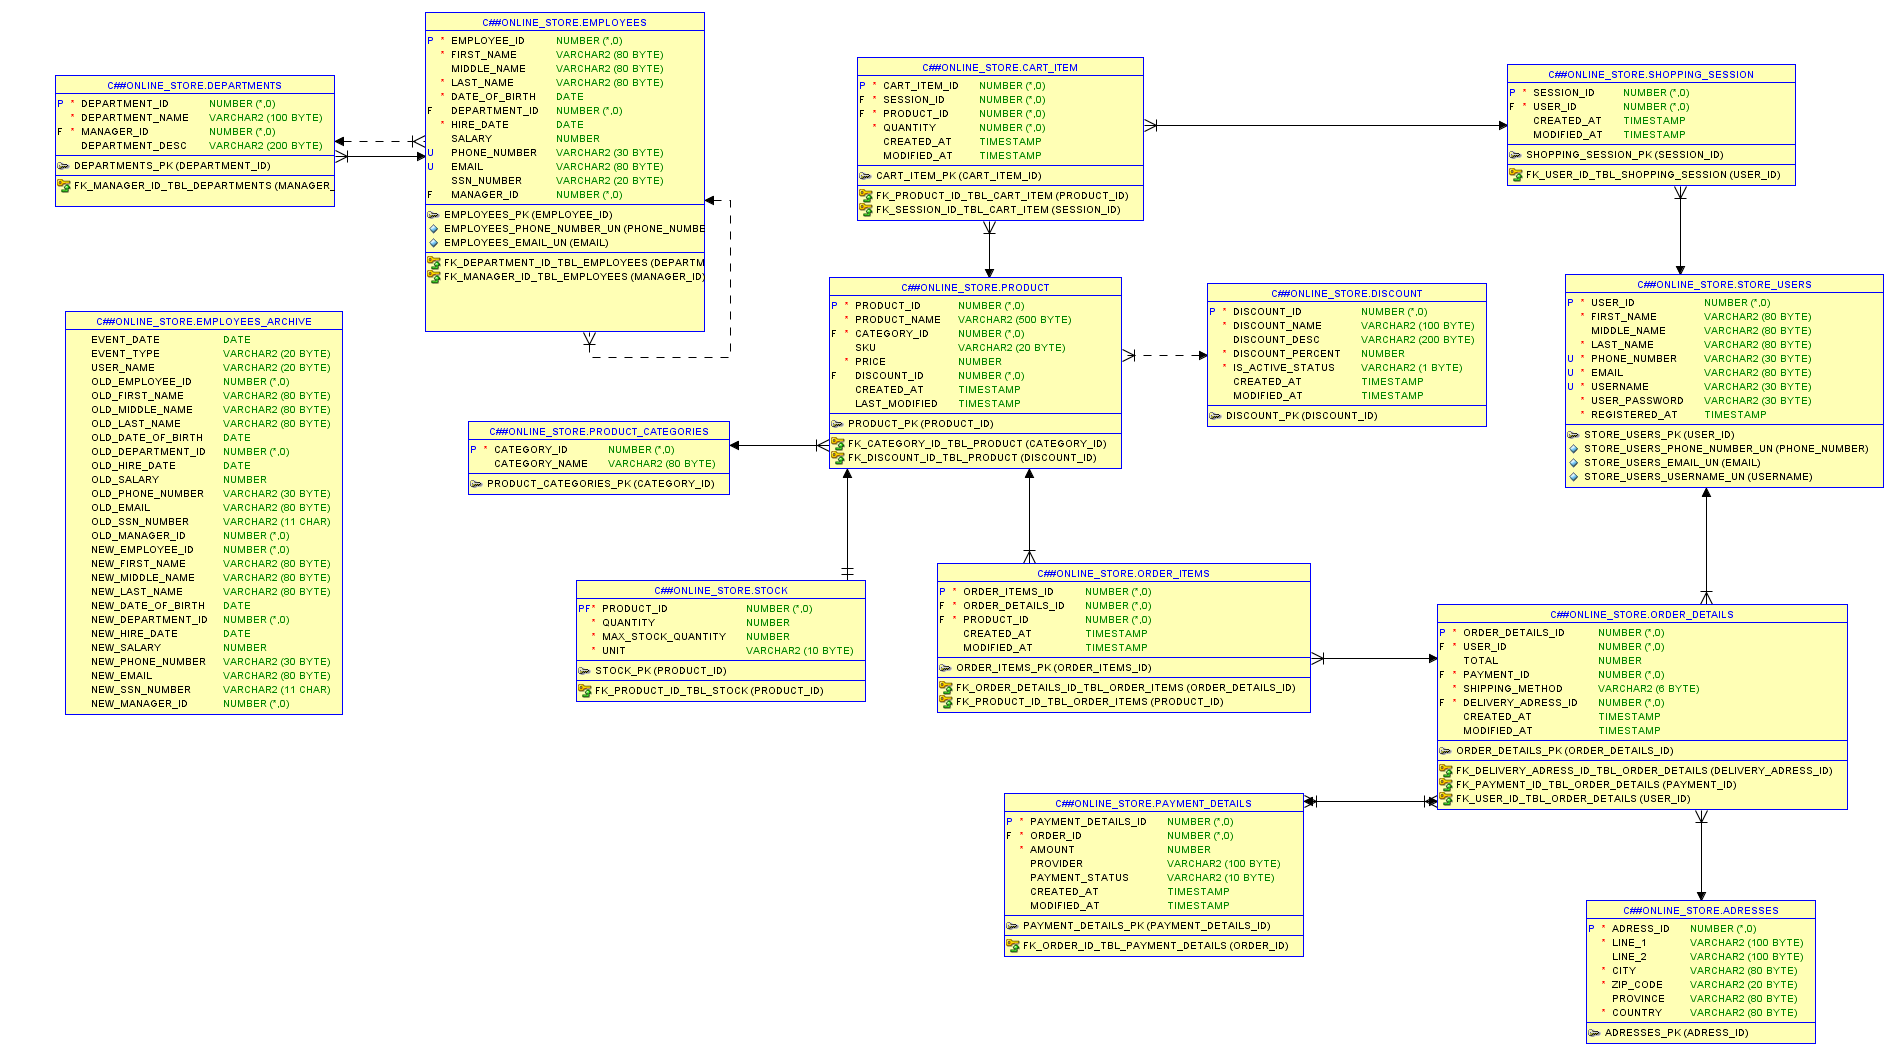 C##ONLINE_STORE.DEPARTMENTS
P * DEPARTMENT_ID NUMBER (*,0)
* DEPARTMENT_NAME VARCHAR2 (100 BYTE)
F * MANAGER_ID NUMBER (*,0)
DEPARTMENT_DESC VARCHAR2 (200 BYTE)
DEPARTMENTS_PK (DEPARTMENT_ID)
FK_MANAGER_ID_TBL_DEPARTMENTS (MANAGER_
C##ONLINE_STORE.EMPLOYEES
P * EMPLOYEE_ID NUMBER (*,0)
* FIRST_NAME VARCHAR2 (80 BYTE)
MIDDLE_NAME VARCHAR2 (80 BYTE)
* LAST_NAME VARCHAR2 (80 BYTE)
* DATE_OF_BIRTH DATE
F DEPARTMENT_ID NUMBER (*,0)
* HIRE_DATE DATE
SALARY NUMBER
U PHONE_NUMBER VARCHAR2 (30 BYTE)
U EMAIL VARCHAR2 (80 BYTE)
SSN_NUMBER VARCHAR2 (20 BYTE)
F MANAGER_ID NUMBER (*,0)
EMPLOYEES_PK (EMPLOYEE_ID)
EMPLOYEES_PHONE_NUMBER_UN (PHONE_NUMBE
EMPLOYEES_EMAIL_UN (EMAIL)
FK_DEPARTMENT_ID_TBL_EMPLOYEES (DEPARTM
FK_MANAGER_ID_TBL_EMPLOYEES (MANAGER_ID)
C##ONLINE_STORE.CART_ITEM
P * CART_ITEM_ID NUMBER (*,0)
F * SESSION_ID NUMBER (*,0)
F * PRODUCT_ID NUMBER (*,0)
* QUANTITY NUMBER (*,0)
CREATED_AT TIMESTAMP
MODIFIED_AT TIMESTAMP
CART_ITEM_PK (CART_ITEM_ID)
FK_PRODUCT_ID_TBL_CART_ITEM (PRODUCT_ID)
FK_SESSION_ID_TBL_CART_ITEM (SESSION_ID)
C##ONLINE_STORE.SHOPPING_SESSION
P * SESSION_ID NUMBER (*,0)
F * USER_ID NUMBER (*,0)
CREATED_AT TIMESTAMP
MODIFIED_AT TIMESTAMP
SHOPPING_SESSION_PK (SESSION_ID)
FK_USER_ID_TBL_SHOPPING_SESSION (USER_ID)
C##ONLINE_STORE.EMPLOYEES_ARCHIVE
EVENT_DATE DATE
EVENT_TYPE VARCHAR2 (20 BYTE)
USER_NAME VARCHAR2 (20 BYTE)
OLD_EMPLOYEE_ID NUMBER (*,0)
OLD_FIRST_NAME VARCHAR2 (80 BYTE)
OLD_MIDDLE_NAME VARCHAR2 (80 BYTE)
OLD_LAST_NAME VARCHAR2 (80 BYTE)
OLD_DATE_OF_BIRTH DATE
OLD_DEPARTMENT_ID NUMBER (*,0)
OLD_HIRE_DATE DATE
OLD_SALARY NUMBER
OLD_PHONE_NUMBER VARCHAR2 (30 BYTE)
OLD_EMAIL VARCHAR2 (80 BYTE)
OLD_SSN_NUMBER VARCHAR2 (11 CHAR)
OLD_MANAGER_ID NUMBER (*,0)
NEW_EMPLOYEE_ID NUMBER (*,0)
NEW_FIRST_NAME VARCHAR2 (80 BYTE)
NEW_MIDDLE_NAME VARCHAR2 (80 BYTE)
NEW_LAST_NAME VARCHAR2 (80 BYTE)
NEW_DATE_OF_BIRTH DATE
NEW_DEPARTMENT_ID NUMBER (*,0)
NEW_HIRE_DATE DATE
NEW_SALARY NUMBER
NEW_PHONE_NUMBER VARCHAR2 (30 BYTE)
NEW_EMAIL VARCHAR2 (80 BYTE)
NEW_SSN_NUMBER VARCHAR2 (11 CHAR)
NEW_MANAGER_ID NUMBER (*,0)
C##ONLINE_STORE.PRODUCT
P * PRODUCT_ID NUMBER (*,0)
* PRODUCT_NAME VARCHAR2 (500 BYTE)
F * CATEGORY_ID NUMBER (*,0)
SKU VARCHAR2 (20 BYTE)
* PRICE NUMBER
F DISCOUNT_ID NUMBER (*,0)
CREATED_AT TIMESTAMP
LAST_MODIFIED TIMESTAMP
PRODUCT_PK (PRODUCT_ID)
FK_CATEGORY_ID_TBL_PRODUCT (CATEGORY_ID)
FK_DISCOUNT_ID_TBL_PRODUCT (DISCOUNT_ID)
C##ONLINE_STORE.DISCOUNT
P * DISCOUNT_ID NUMBER (*,0)
* DISCOUNT_NAME VARCHAR2 (100 BYTE)
DISCOUNT_DESC VARCHAR2 (200 BYTE)
* DISCOUNT_PERCENT NUMBER
* IS_ACTIVE_STATUS VARCHAR2 (1 BYTE)
CREATED_AT TIMESTAMP
MODIFIED_AT TIMESTAMP
DISCOUNT_PK (DISCOUNT_ID)
C##ONLINE_STORE.STORE_USERS
P * USER_ID NUMBER (*,0)
* FIRST_NAME VARCHAR2 (80 BYTE)
MIDDLE_NAME VARCHAR2 (80 BYTE)
* LAST_NAME VARCHAR2 (80 BYTE)
U * PHONE_NUMBER VARCHAR2 (30 BYTE)
U * EMAIL VARCHAR2 (80 BYTE)
U * USERNAME VARCHAR2 (30 BYTE)
* USER_PASSWORD VARCHAR2 (30 BYTE)
* REGISTERED_AT TIMESTAMP
STORE_USERS_PK (USER_ID)
STORE_USERS_PHONE_NUMBER_UN (PHONE_NUMBER)
STORE_USERS_EMAIL_UN (EMAIL)
STORE_USERS_USERNAME_UN (USERNAME)
C##ONLINE_STORE.PRODUCT_CATEGORIES
P * CATEGORY_ID NUMBER (*,0)
CATEGORY_NAME VARCHAR2 (80 BYTE)
PRODUCT_CATEGORIES_PK (CATEGORY_ID)
C##ONLINE_STORE.STOCK
PF* PRODUCT_ID NUMBER (*,0)
* QUANTITY NUMBER
* MAX_STOCK_QUANTITY NUMBER
* UNIT VARCHAR2 (10 BYTE)
STOCK_PK (PRODUCT_ID)
FK_PRODUCT_ID_TBL_STOCK (PRODUCT_ID)
C##ONLINE_STORE.ORDER_ITEMS
P * ORDER_ITEMS_ID NUMBER (*,0)
F * ORDER_DETAILS_ID NUMBER (*,0)
F * PRODUCT_ID NUMBER (*,0)
CREATED_AT TIMESTAMP
MODIFIED_AT TIMESTAMP
ORDER_ITEMS_PK (ORDER_ITEMS_ID)
FK_ORDER_DETAILS_ID_TBL_ORDER_ITEMS (ORDER_DETAILS_ID)
FK_PRODUCT_ID_TBL_ORDER_ITEMS (PRODUCT_ID)
C##ONLINE_STORE.ORDER_DETAILS
P * ORDER_DETAILS_ID NUMBER (*,0)
F * USER_ID NUMBER (*,0)
TOTAL NUMBER
F * PAYMENT_ID NUMBER (*,0)
* SHIPPING_METHOD VARCHAR2 (6 BYTE)
F * DELIVERY_ADRESS_ID NUMBER (*,0)
CREATED_AT TIMESTAMP
MODIFIED_AT TIMESTAMP
ORDER_DETAILS_PK (ORDER_DETAILS_ID)
FK_DELIVERY_ADRESS_ID_TBL_ORDER_DETAILS (DELIVERY_ADRESS_ID)
FK_PAYMENT_ID_TBL_ORDER_DETAILS (PAYMENT_ID)
FK_USER_ID_TBL_ORDER_DETAILS (USER_ID)
C##ONLINE_STORE.PAYMENT_DETAILS
P * PAYMENT_DETAILS_ID NUMBER (*,0)
F * ORDER_ID NUMBER (*,0)
* AMOUNT NUMBER
PROVIDER VARCHAR2 (100 BYTE)
PAYMENT_STATUS VARCHAR2 (10 BYTE)
CREATED_AT TIMESTAMP
MODIFIED_AT TIMESTAMP
PAYMENT_DETAILS_PK (PAYMENT_DETAILS_ID)
FK_ORDER_ID_TBL_PAYMENT_DETAILS (ORDER_ID)
C##ONLINE_STORE.ADRESSES
P * ADRESS_ID NUMBER (*,0)
* LINE_1 VARCHAR2 (100 BYTE)
LINE_2 VARCHAR2 (100 BYTE)
* CITY VARCHAR2 (80 BYTE)
* ZIP_CODE VARCHAR2 (20 BYTE)
PROVINCE VARCHAR2 (80 BYTE)
* COUNTRY VARCHAR2 (80 BYTE)
ADRESSES_PK (ADRESS_ID)